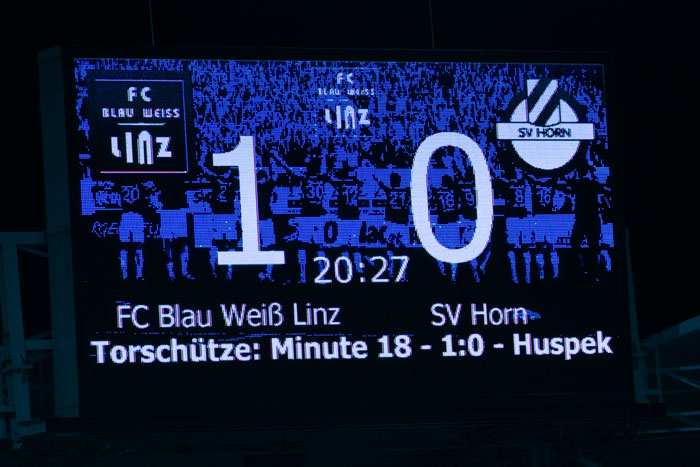 FC
BLAU WEISS
LINZ
FC
BLAU WEISS
LINZ
SV HORN
1 0
20:27
FC Blau Weiß Linz SV Horn
Torschütze: Minute 18 - 1:0 - Huspek